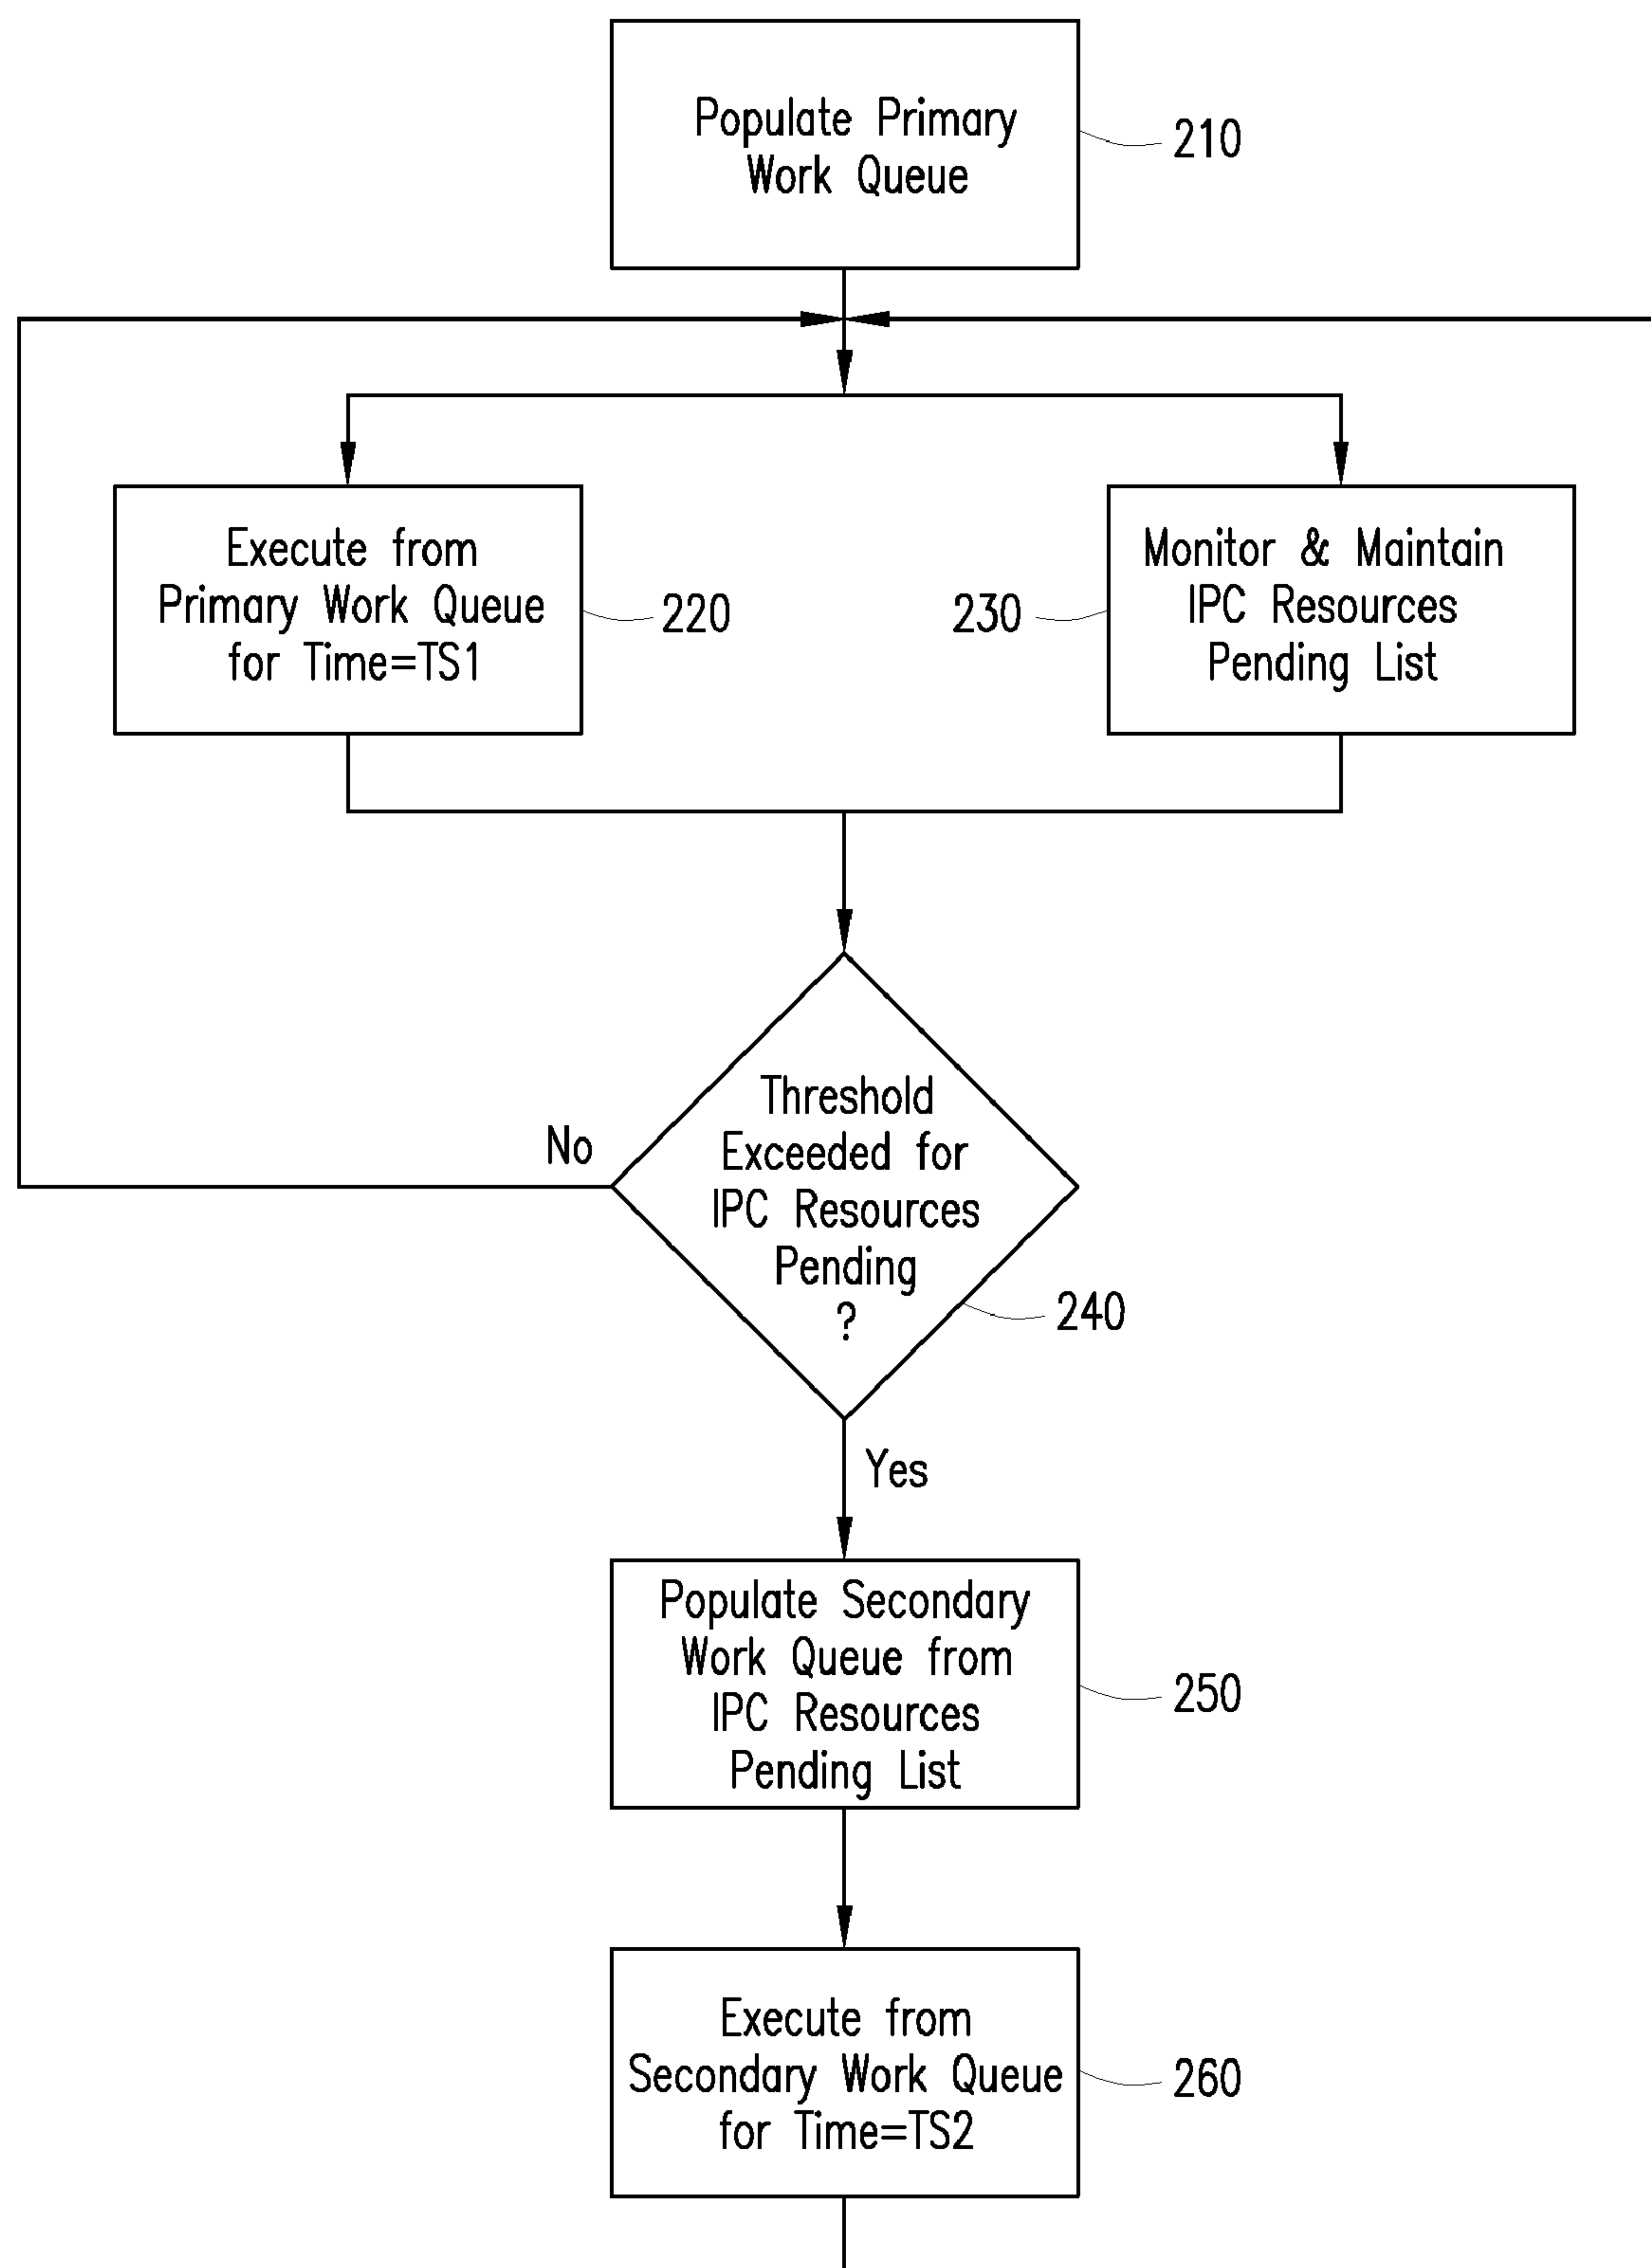 Populate Primary
Work Queue
210
Execute from
Primary Work Queue
for Time=TS1
220
230
Monitor & Maintain
IPC Resources
Pending List
Threshold
Exceeded for
IPC Resources
Pending
?
No
240
Yes
Populate Secondary
Work Queue from
IPC Resources
Pending List
250
Execute from
Secondary Work Queue
for Time=TS2
260